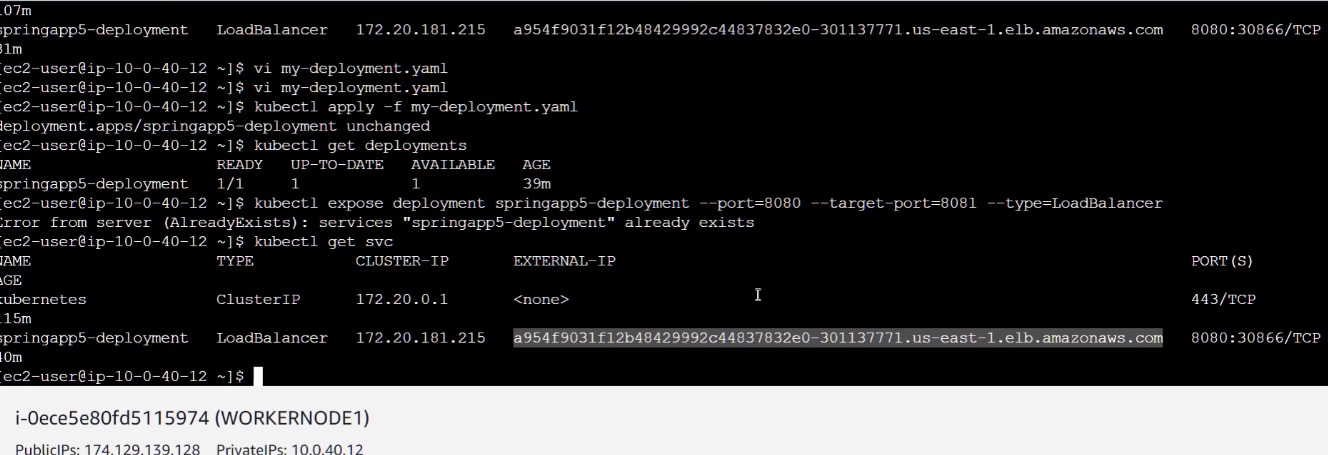 107m
springapp5-deployment LoadBalancer 172.20.181.215 a954f9031f12b48429992c44837832e0-301137771.us-east-1.elb.amazonaws.com 8080:30866/TCP
31m
[ec2-user@ip-10-0-40-12 ~]$ vi my-deployment.yaml
[ec2-user@ip-10-0-40-12 ~]$ vi my-deployment.yaml
[ec2-user@ip-10-0-40-12 ~]$ kubectl apply -f my-deployment.yaml
deployment.apps/springapp5-deployment unchanged
[ec2-user@ip-10-0-40-12 ~]$ kubectl get deployments
NAME READY UP-TO-DATE AVAILABLE AGE
springapp5-deployment 1/1 1 1 39m
[ec2-user@ip-10-0-40-12 ~]$ kubectl expose deployment springapp5-deployment --port=8080 --target-port=8081 --type=LoadBalancer
Error from server (AlreadyExists): services "springapp5-deployment" already exists
[ec2-user@ip-10-0-40-12 ~]$ kubectl get svc
NAME TYPE CLUSTER-IP EXTERNAL-IP PORT(S)
AGE
kubernetes ClusterIP 172.20.0.1 <none> 443/TCP
115m
springapp5-deployment LoadBalancer 172.20.181.215 a954f9031f12b48429992c44837832e0-301137771.us-east-1.elb.amazonaws.com 8080:30866/TCP
40m
[ec2-user@ip-10-0-40-12 ~]$
i-0ece5e80fd5115974 (WORKERNODE1)
PublicIPs: 174.129.139.128 PrivateIPs: 10.0.40.12